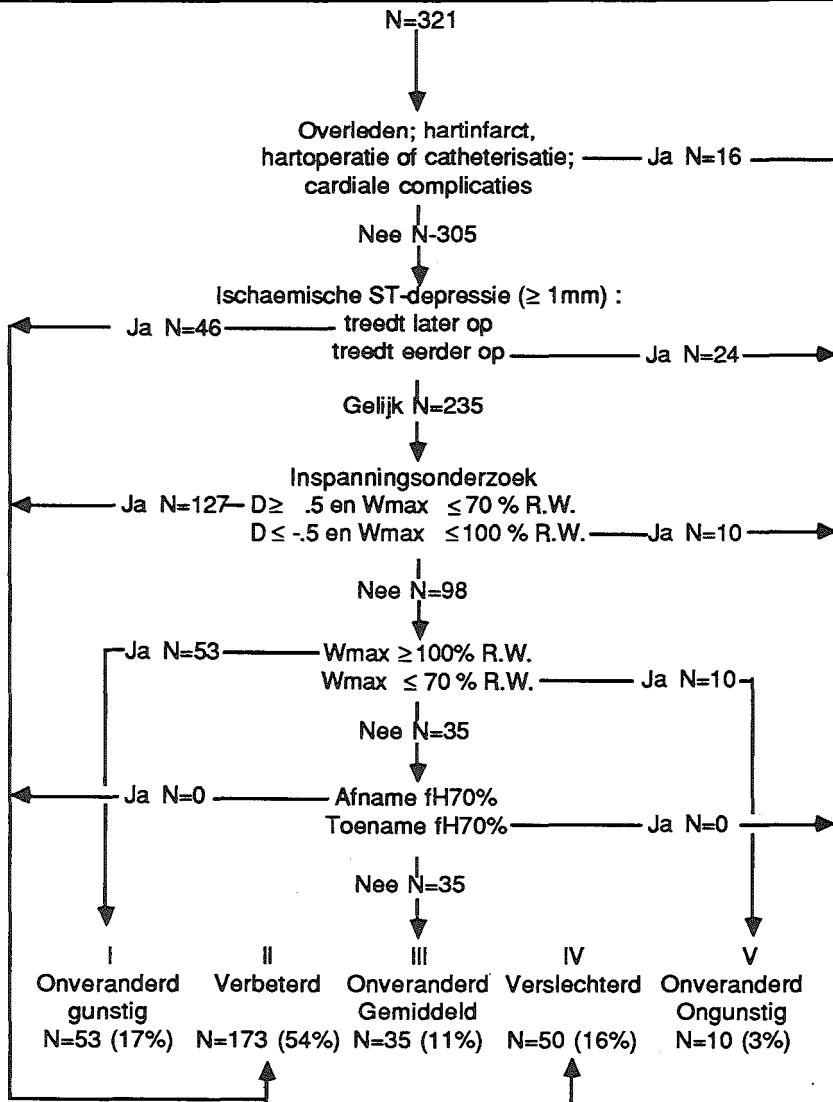 N=321
Overleden; hartinfarct,
hartoperatie of catheterisatie; Ja N=16
cardiale complicaties
Nee N-305
Ischaemische ST-depressie (≥ 1mm) :
Ja N=46 treedt later op
treedt eerder op Ja N=24
Gelijk N=235
Inspanningsonderzoek
Ja N=127 D≥ .5 en Wmax ≤70 % R.W.
D≤ -.5 en Wmax ≤100 % R.W. Ja N=10
Nee N=98
Ja N=53 Wmax ≥100% R.W.
Wmax ≤ 70 % R.W. Ja N=10
Nee N=35
Ja N=0 Afname fH70%
Toename fH70% Ja N=0
Nee N=35
I II III IV V
Onveranderd Verbeterd Onveranderd Verslechterd Onveranderd
gunstig Gemiddeld Ongunstig
N=53 (17%) N=173 (54%) N=35 (11%) N=50 (16%) N=10 (3%)